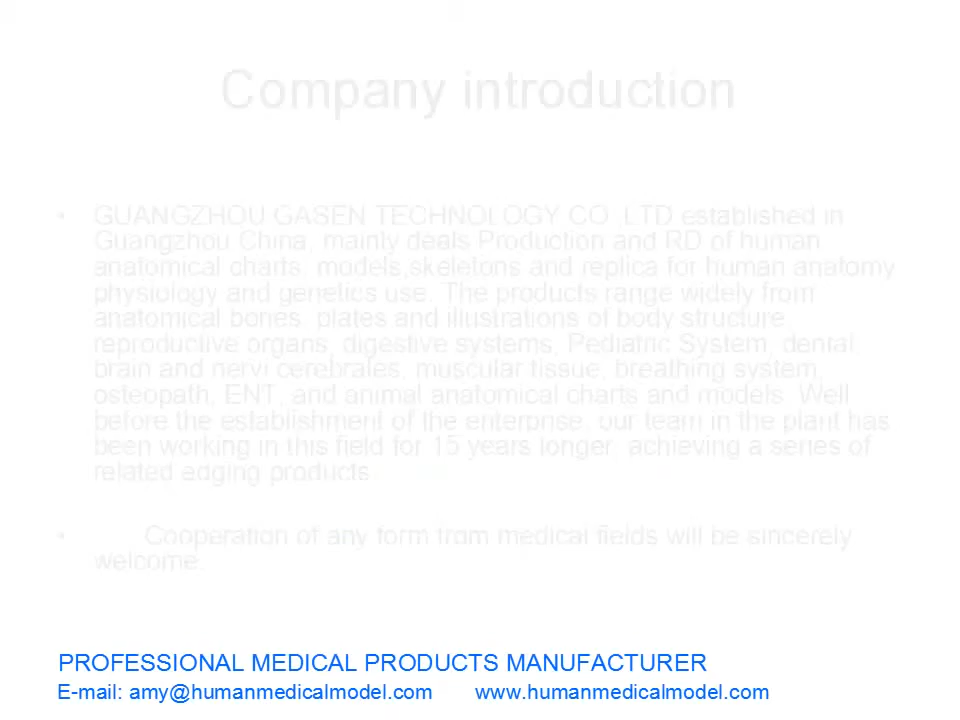 Company introduction
• GUANGZHOU GASEN TECHNOLOGY CO.,LTD established in
Guangzhou China, mainly deals Production and RD of human
anatomical charts, models,skeletons and replica for human anatomy
physiology and genetics use. The products range widely from
anatomical bones, plates and illustrations of body structure,
reproductive organs, digestive systems, Pediatric System, dental,
brain and nervi cerebrales, muscular tissue, breathing system,
osteopath, ENT, and animal anatomical charts and models. Well
before the establishment of the enterprise, our team in the plant has
been working in this field for 15 years longer, achieving a series of
related edging products.
• Cooperation of any form from medical fields will be sincerely
welcome.
PROFESSIONAL MEDICAL PRODUCTS MANUFACTURER
E-mail: amy@humanmedicalmodel.com www.humanmedicalmodel.com